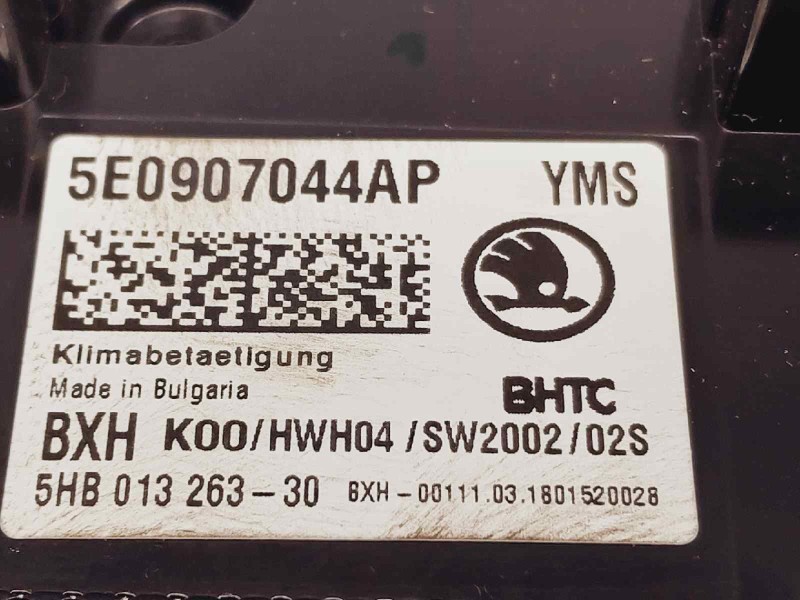 5E0907044AP YMS
Klimabetaetigung
Made in Bulgaria BHTC
BXH K00/HWH04/SW2002/02S
5HB 013 263-30 BXH-00111.03.1801520028